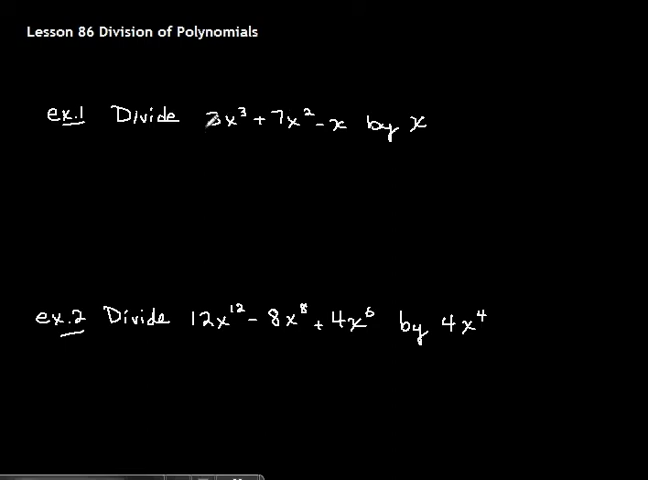 Lesson 86 Division of Polynomials
ex.1 Divide 3x³ + 7x² - x by x
ex.2 Divide 12x¹² - 8x⁸ + 4x⁶ by 4x⁴